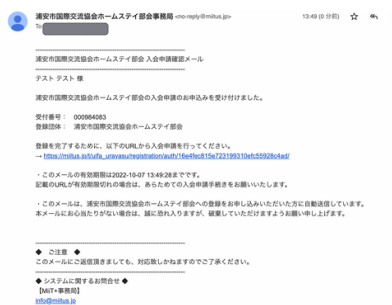 浦安市国際交流協会ホームステイ部会事務局 <no-reply@miitus.jp>
13:49 (0 分前)
To
------------------------------------------------------------
浦安市国際交流協会ホームステイ部会 入会申請確認メール
------------------------------------------------------------
テスト テスト 様
浦安市国際交流協会ホームステイ部会の入会申請のお申込みを受け付けました。
受付番号： 000984083
登録団体： 浦安市国際交流協会ホームステイ部会
登録を完了するために、以下のURLから入会申請を行ってください。
→ https://miitus.jp/t/uifa_urayasu/registration/auth/16e4fec815e723199310efc55928c4ad/
・このメールの有効期限は2022-10-07 13:49:28までです。
記載のURLが有効期限切れの場合は、あらためての入会申請手続きをお願いいたします。
・このメールは、浦安市国際交流協会ホームステイ部会への登録をお申し込みいただいた方に自動送信しています。
本メールにお心当たりがない場合は、誠に恐れ入りますが、破棄していただけますようお願い申し上げます。
------------------------------------------------------------
◆ ご注意 ◆
このメールにご返信頂きましても、対応致しかねますのでご了承ください。
------------------------------------------------------------
◆ システムに関するお問合せ ◆
【MiiT+事務局】
info@miitus.jp